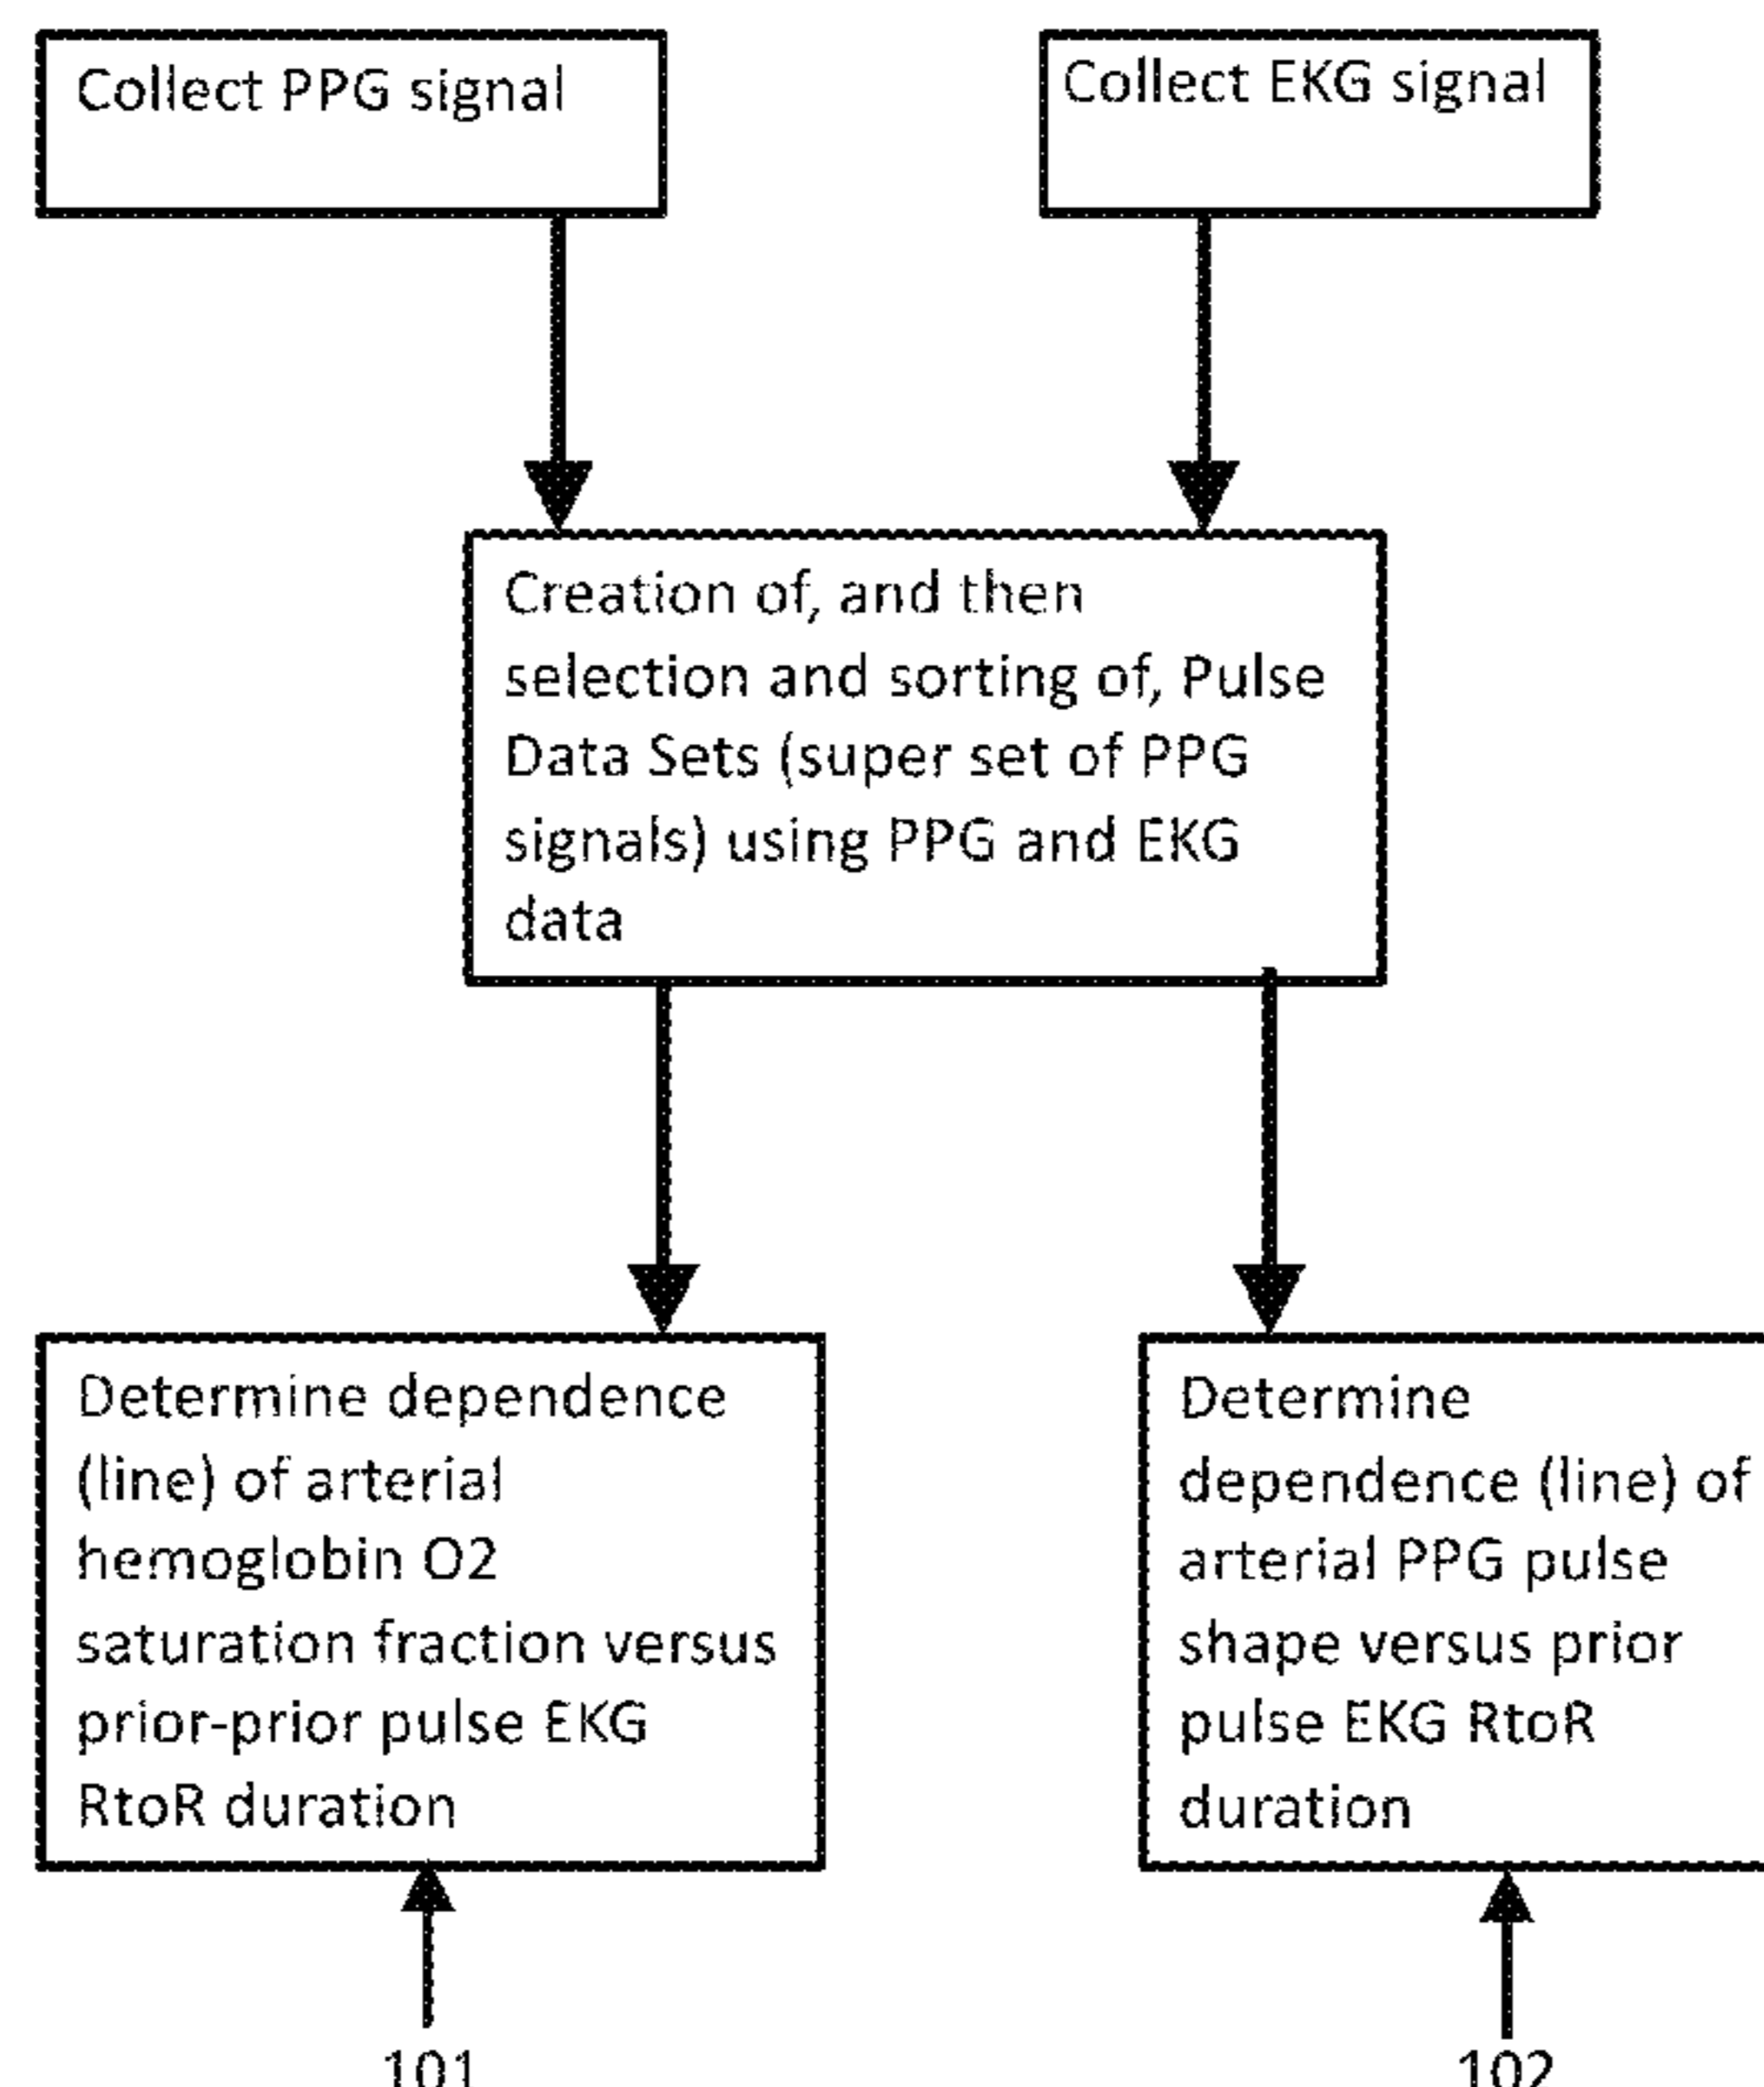 Collect PPG signal
Collect EKG signal
Creation of, and then
selection and sorting of, Pulse
Data Sets (super set of PPG
signals) using PPG and EKG
data
Determine dependence
(line) of arterial
hemoglobin O2
saturation fraction versus
prior-prior pulse EKG
RtoR duration
Determine
dependence (line) of
arterial PPG pulse
shape versus prior
pulse EKG RtoR
duration
101
102